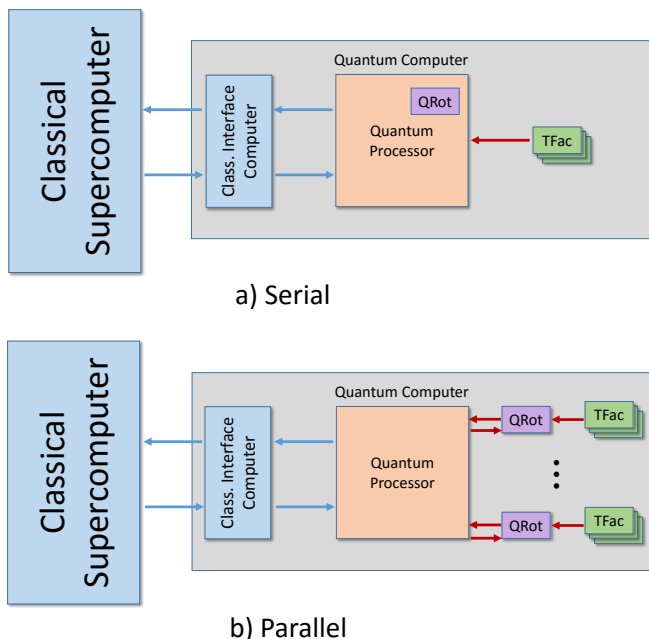 Classical
Supercomputer
Quantum Computer
Class. Interface
Computer
QRot
Quantum
Processor
TFac
a) Serial
Classical
Supercomputer
Quantum Computer
Class. Interface
Computer
Quantum
Processor
QRot
TFac
QRot
TFac
b) Parallel